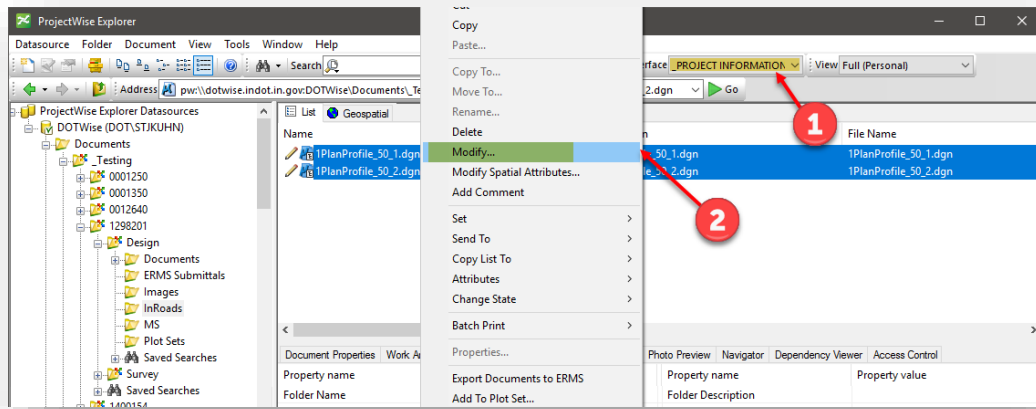 ProjectWise Explorer
Datasource Folder Document View Tools Window Help
Search
rface _PROJECT INFORMATION View Full (Personal)
Address pw:\\dotwise.indot.in.gov:DOTWise\Documents\_Te
_2.dgn Go
ProjectWise Explorer Datasources
DOTWise (DOT\STJKUHN)
Documents
_Testing
0001250
0001350
0012640
1298201
Design
Documents
ERMS Submittals
Images
InRoads
MS
Plot Sets
Saved Searches
Survey
Saved Searches
1400154
List Geospatial
Name
File Name
1PlanProfile_50_1.dgn
_50_1.dgn
1PlanProfile_50_1.dgn
1PlanProfile_50_2.dgn
le_50_2.dgn
1PlanProfile_50_2.dgn
Cut
Copy
Paste...
Copy To...
Move To...
Rename...
Delete
Modify...
Modify Spatial Attributes...
Add Comment
Set
Send To
Copy List To
Attributes
Change State
Batch Print
Properties...
Export Documents to ERMS
Add To Plot Set...
1
2
Document Properties Work A
Photo Preview Navigator Dependency Viewer Access Control
Property name
Property name Property value
Folder Name
Folder Description